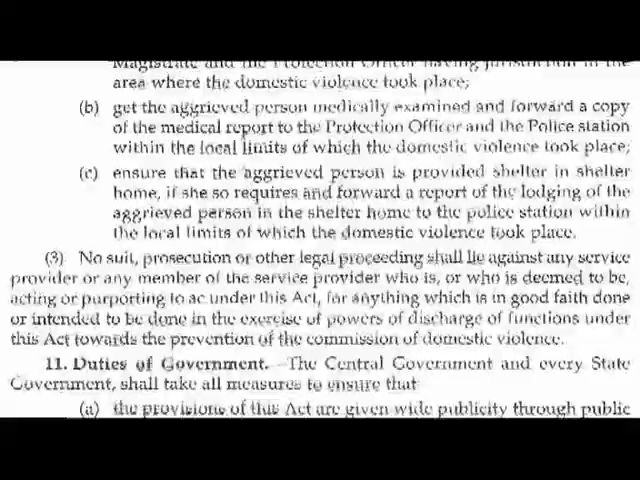 Magistrate and the Protection Officer having jurisdiction in the
area where the domestic violence took place;
(b) get the aggrieved person medically examined and forward a copy
of the medical report to the Protection Officer and the Police station
within the local limits of which the domestic violence took place;
(c) ensure that the aggrieved person is provided shelter in shelter
home, if she so requires and forward a report of the lodging of the
aggrieved person in the shelter home to the police station within
the local limits of which the domestic violence took place.
(3) No suit, prosecution or other legal proceeding shall lie against any service
provider or any member of the service provider who is, or who is deemed to be,
acting or purporting to ac under this Act, for anything which is in good faith done
or intended to be done in the exercise of powers of discharge of functions under
this Act towards the prevention of the commission of domestic violence.
11. Duties of Government. The Central Government and every State
Government, shall take all measures to ensure that
(a) the provisions of this Act are given wide publicity through public